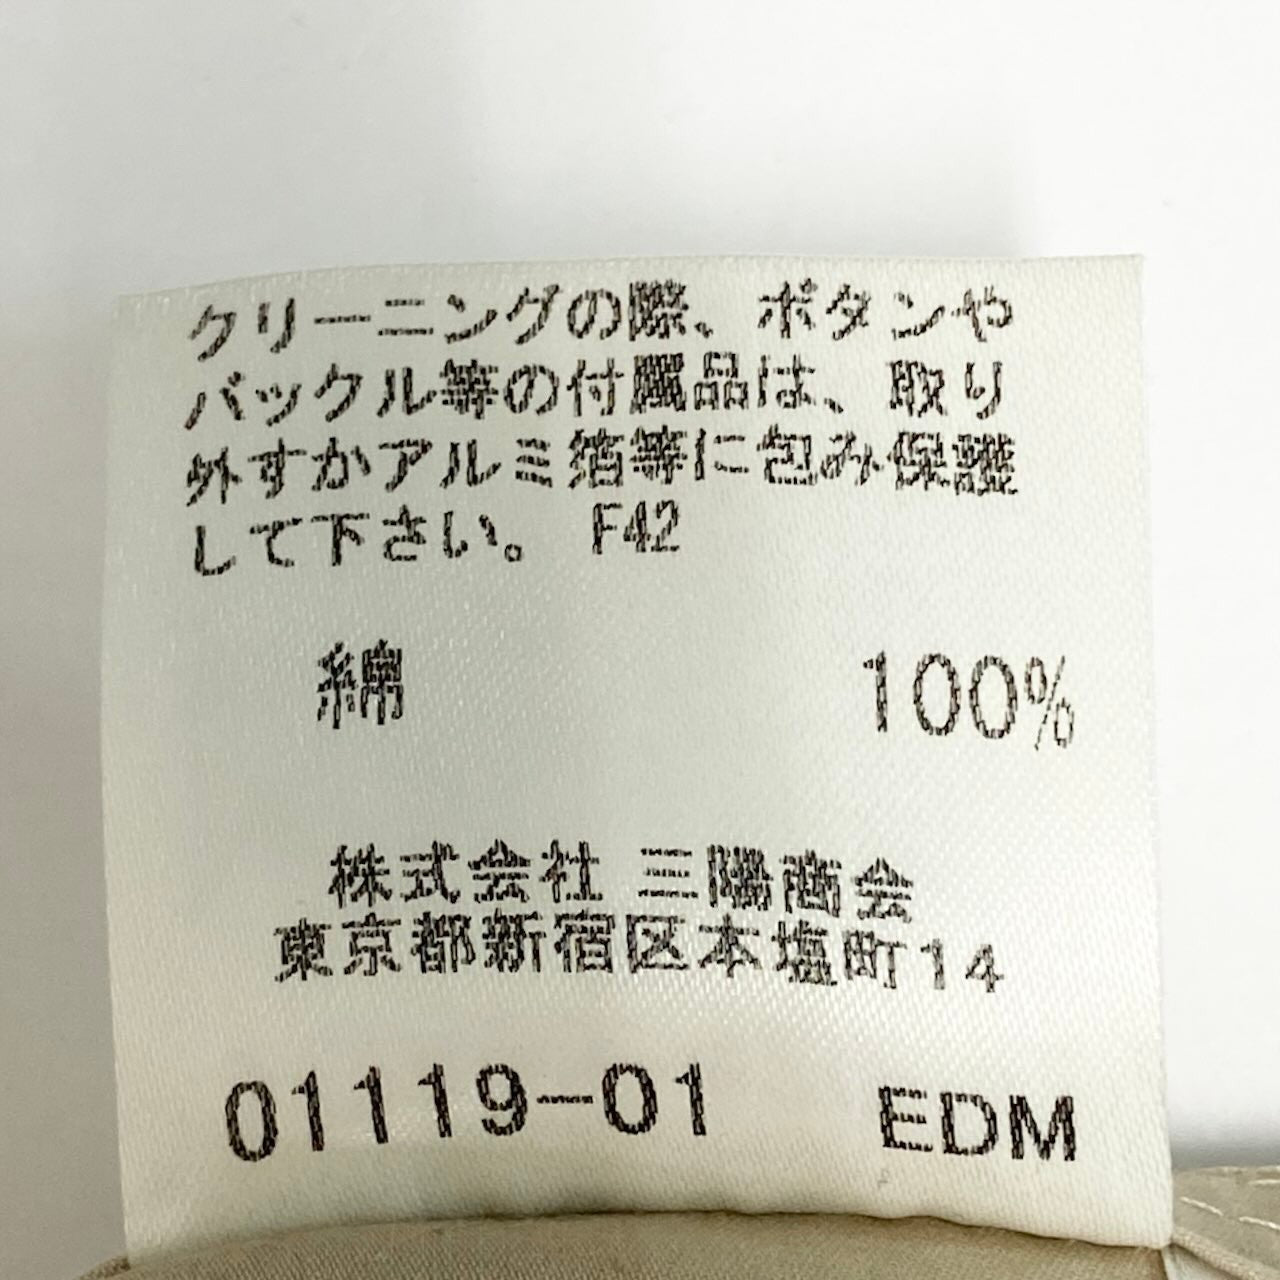 クリーニングの際、ボタンや
バックル等の付属品は、取り
外すかアルミ箔等に包み保護
して下さい。 F42
綿 100%
株式会社 三陽商会
東京都新宿区本塩町14
01119-01 EDM